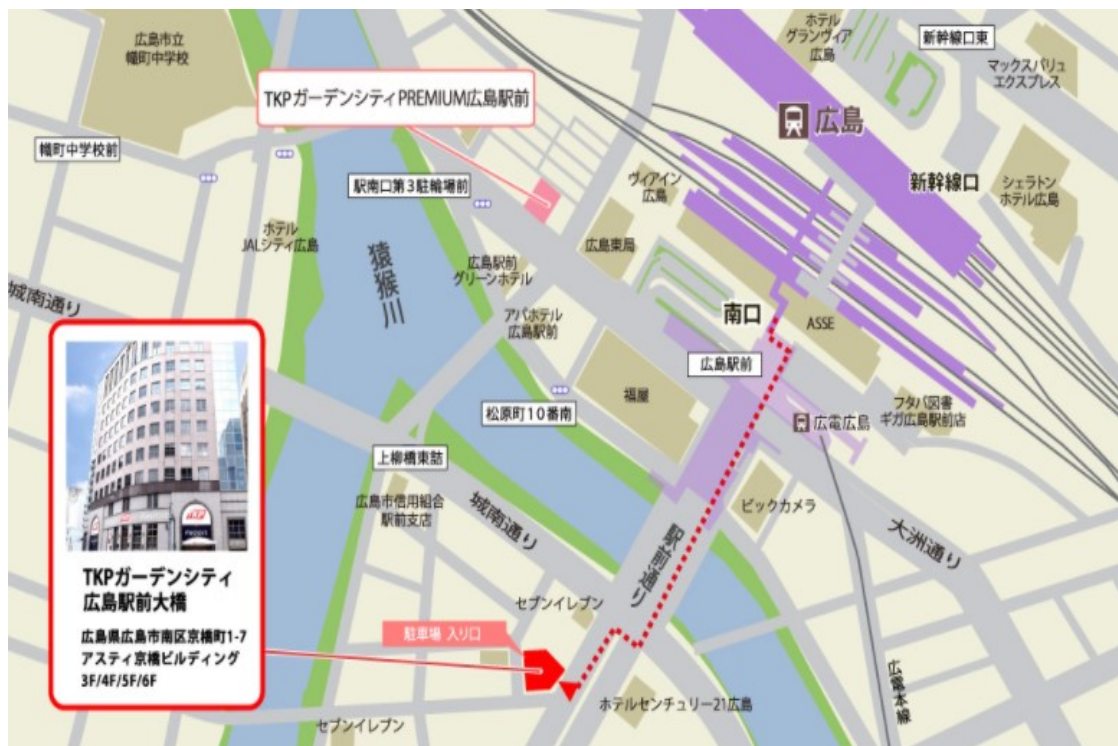 広島市立
幟町中学校
TKPガーデンシティPREMIUM広島駅前
ホテル
グランヴィア
広島
新幹線口東
マックスバリュ
エクスプレス
広島
幟町中学校前
駅南口第3駐輪場前
ヴィアイン
広島
新幹線口
シェラトン
ホテル広島
ホテル
JALシティ広島
猿猴川
広島駅前
グリーンホテル
広島東局
城南通り
アパホテル
広島駅前
南口
ASSE
広島駅前
福屋
松原町10番南
広電広島
フタバ図書
ギガ広島駅前店
上柳橋東詰
広島市信用組合
駅前支店
城南通り
ビックカメラ
駅前通り
大洲通り
TKP
TKPガーデンシティ
広島駅前大橋
広島県広島市南区京橋町1-7
アスティ京橋ビルディング
3F/4F/5F/6F
セブンイレブン
駐車場 入り口
ホテルセンチュリー21広島
セブンイレブン
広電本線